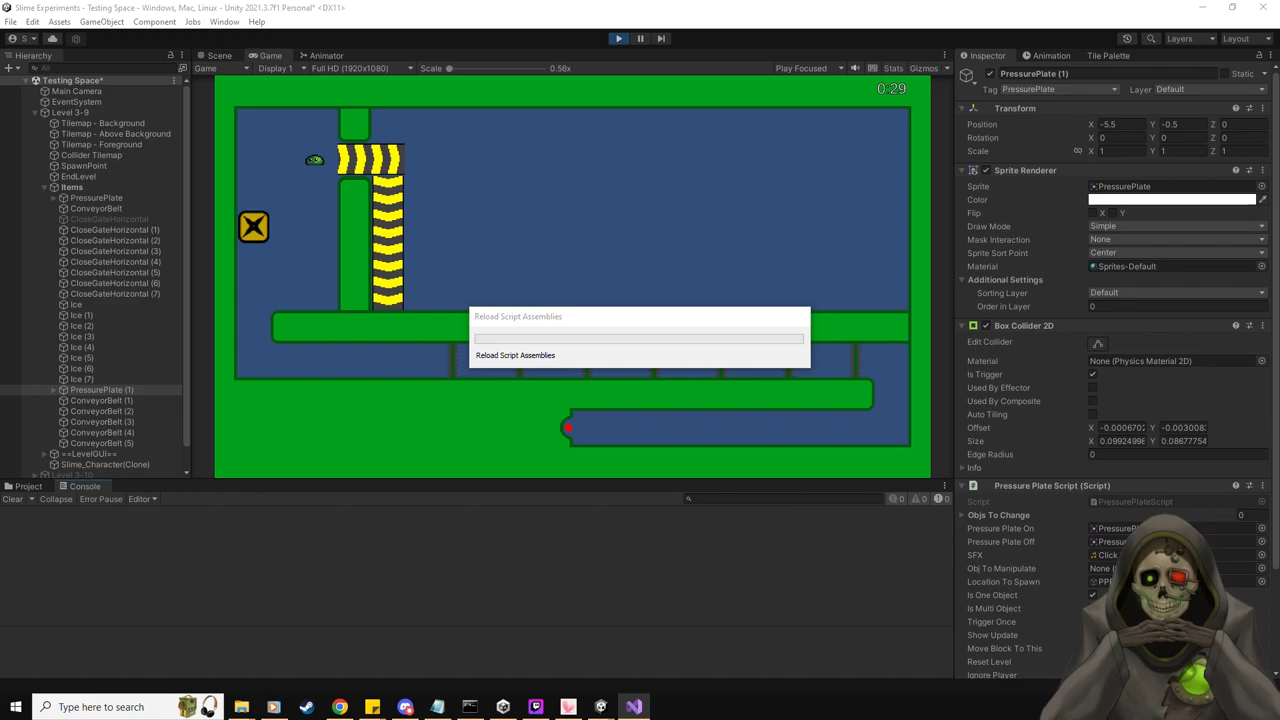 Slime Experiments - Testing Space - Windows, Mac, Linux - Unity 2021.3.7f1 Personal* <DX11>
File Edit Assets GameObject Component Jobs Window Help
S Layers Layout
Hierarchy Scene Game Animator Inspector Animation Tile Palette
All Game Display 1 Full HD (1920x1080) Scale 0.56x Play Focused Stats Gizmos
PressurePlate (1) Static
Tag PressurePlate Layer Default
Testing Space*
Main Camera
EventSystem
Level 3-9
Tilemap - Background
Tilemap - Above Background
Tilemap - Foreground
Collider Tilemap
SpawnPoint
EndLevel
Items
PressurePlate
ConveyorBelt
CloseGateHorizontal
CloseGateHorizontal (1)
CloseGateHorizontal (2)
CloseGateHorizontal (3)
CloseGateHorizontal (4)
CloseGateHorizontal (5)
CloseGateHorizontal (6)
CloseGateHorizontal (7)
Ice
Ice (1)
Ice (2)
Ice (3)
Ice (4)
Ice (5)
Ice (6)
Ice (7)
PressurePlate (1)
ConveyorBelt (1)
ConveyorBelt (2)
ConveyorBelt (3)
ConveyorBelt (4)
ConveyorBelt (5)
==LevelGUI==
Slime_Character(Clone)
Level 3-10
0:29
Reload Script Assemblies
Reload Script Assemblies
Transform
Position X -5.5 Y -0.5 Z 0
Rotation X 0 Y 0 Z 0
Scale X 1 Y 1 Z 1
Sprite Renderer
Sprite PressurePlate
Color
Flip X Y
Draw Mode Simple
Mask Interaction None
Sprite Sort Point Center
Material Sprites-Default
Additional Settings
Sorting Layer Default
Order in Layer 0
Box Collider 2D
Edit Collider
Material None (Physics Material 2D)
Is Trigger
Used By Effector
Used By Composite
Auto Tiling
Offset X -0.0006702 Y -0.003008
Size X 0.0992499 Y 0.08677754
Edge Radius 0
Info
Pressure Plate Script (Script)
Script PressurePlateScript
Objs To Change 0
Pressure Plate On
Pressure Plate Off
SFX Click
Obj To Manipulate None
Location To Spawn
Is One Object
Is Multi Object
Trigger Once
Show Update
Move Block To This
Reset Level
Ignore Player
Project Console
Clear Collapse Error Pause Editor 0 0 0
Type here to search